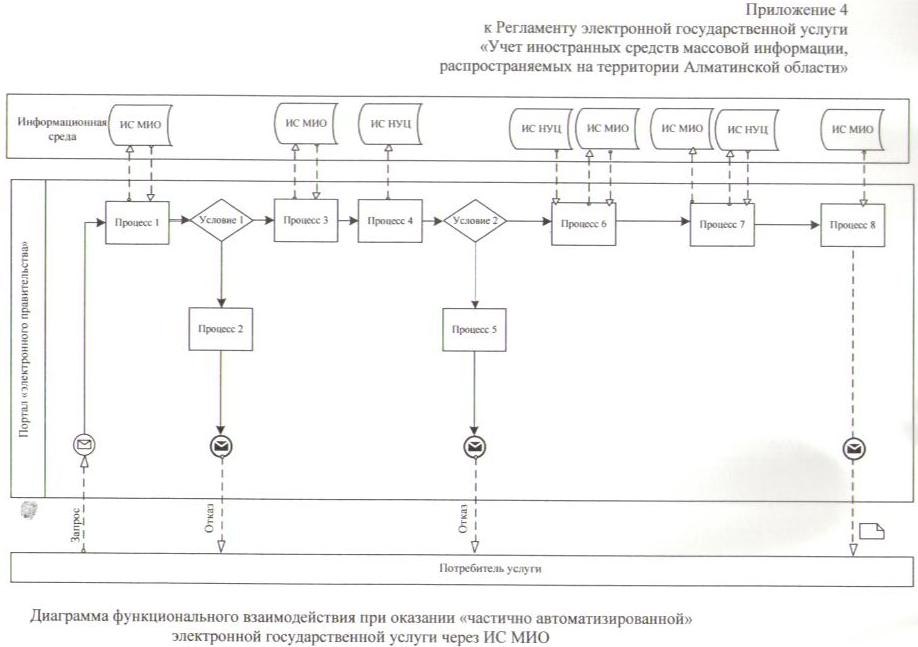 Приложение 4
к Регламенту электронной государственной услуги
«Учет иностранных средств массовой информации,
распространяемых на территории Алматинской области»
Информационная
среда
ИС МИО
ИС МИО
ИС НУЦ
ИС НУЦ
ИС МИО
ИС МИО
ИС НУЦ
ИС МИО
Портал «электронного правительства»
Процесс 1
Условие 1
Процесс 3
Процесс 4
Условие 2
Процесс 6
Процесс 7
Процесс 8
Процесс 2
Процесс 5
Запрос
Отказ
Отказ
Потребитель услуги
Диаграмма функционального взаимодействия при оказании «частично автоматизированной»
электронной государственной услуги через ИС МИО